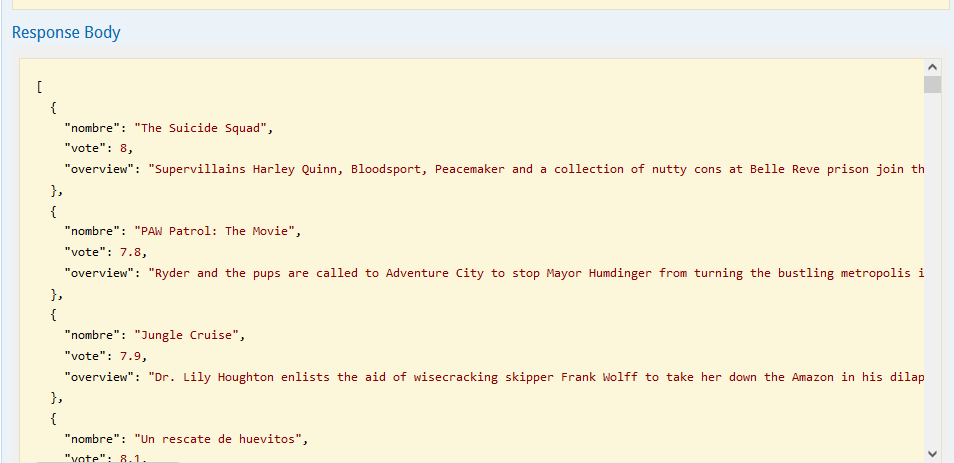 Response Body
[
{
"nombre": "The Suicide Squad",
"vote": 8,
"overview": "Supervillains Harley Quinn, Bloodsport, Peacemaker and a collection of nutty cons at Belle Reve prison join th
},
{
"nombre": "PAW Patrol: The Movie",
"vote": 7.8,
"overview": "Ryder and the pups are called to Adventure City to stop Mayor Humdinger from turning the bustling metropolis i
},
{
"nombre": "Jungle Cruise",
"vote": 7.9,
"overview": "Dr. Lily Houghton enlists the aid of wisecracking skipper Frank Wolff to take her down the Amazon in his dilap
},
{
"nombre": "Un rescate de huevitos",
"vote": 8.1,